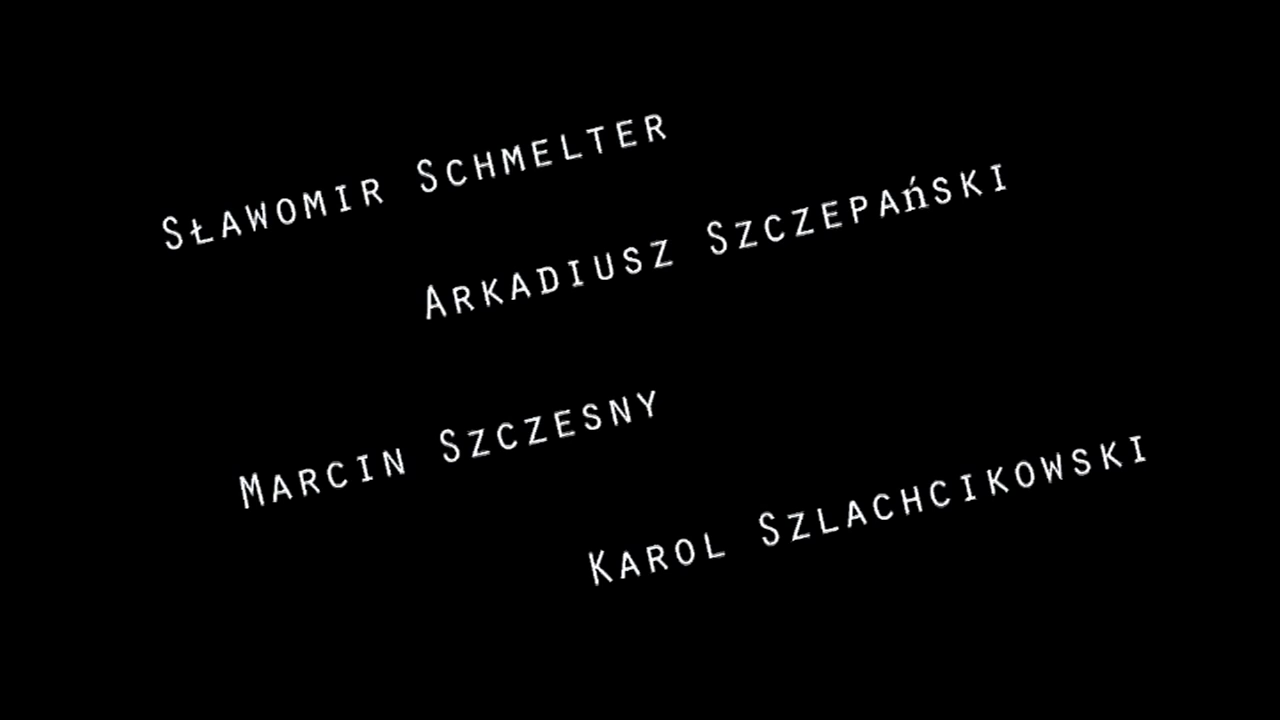 Sławomir Schmelter
Arkadiusz Szczepański
Marcin Szczesny
Karol Szlachcikowski